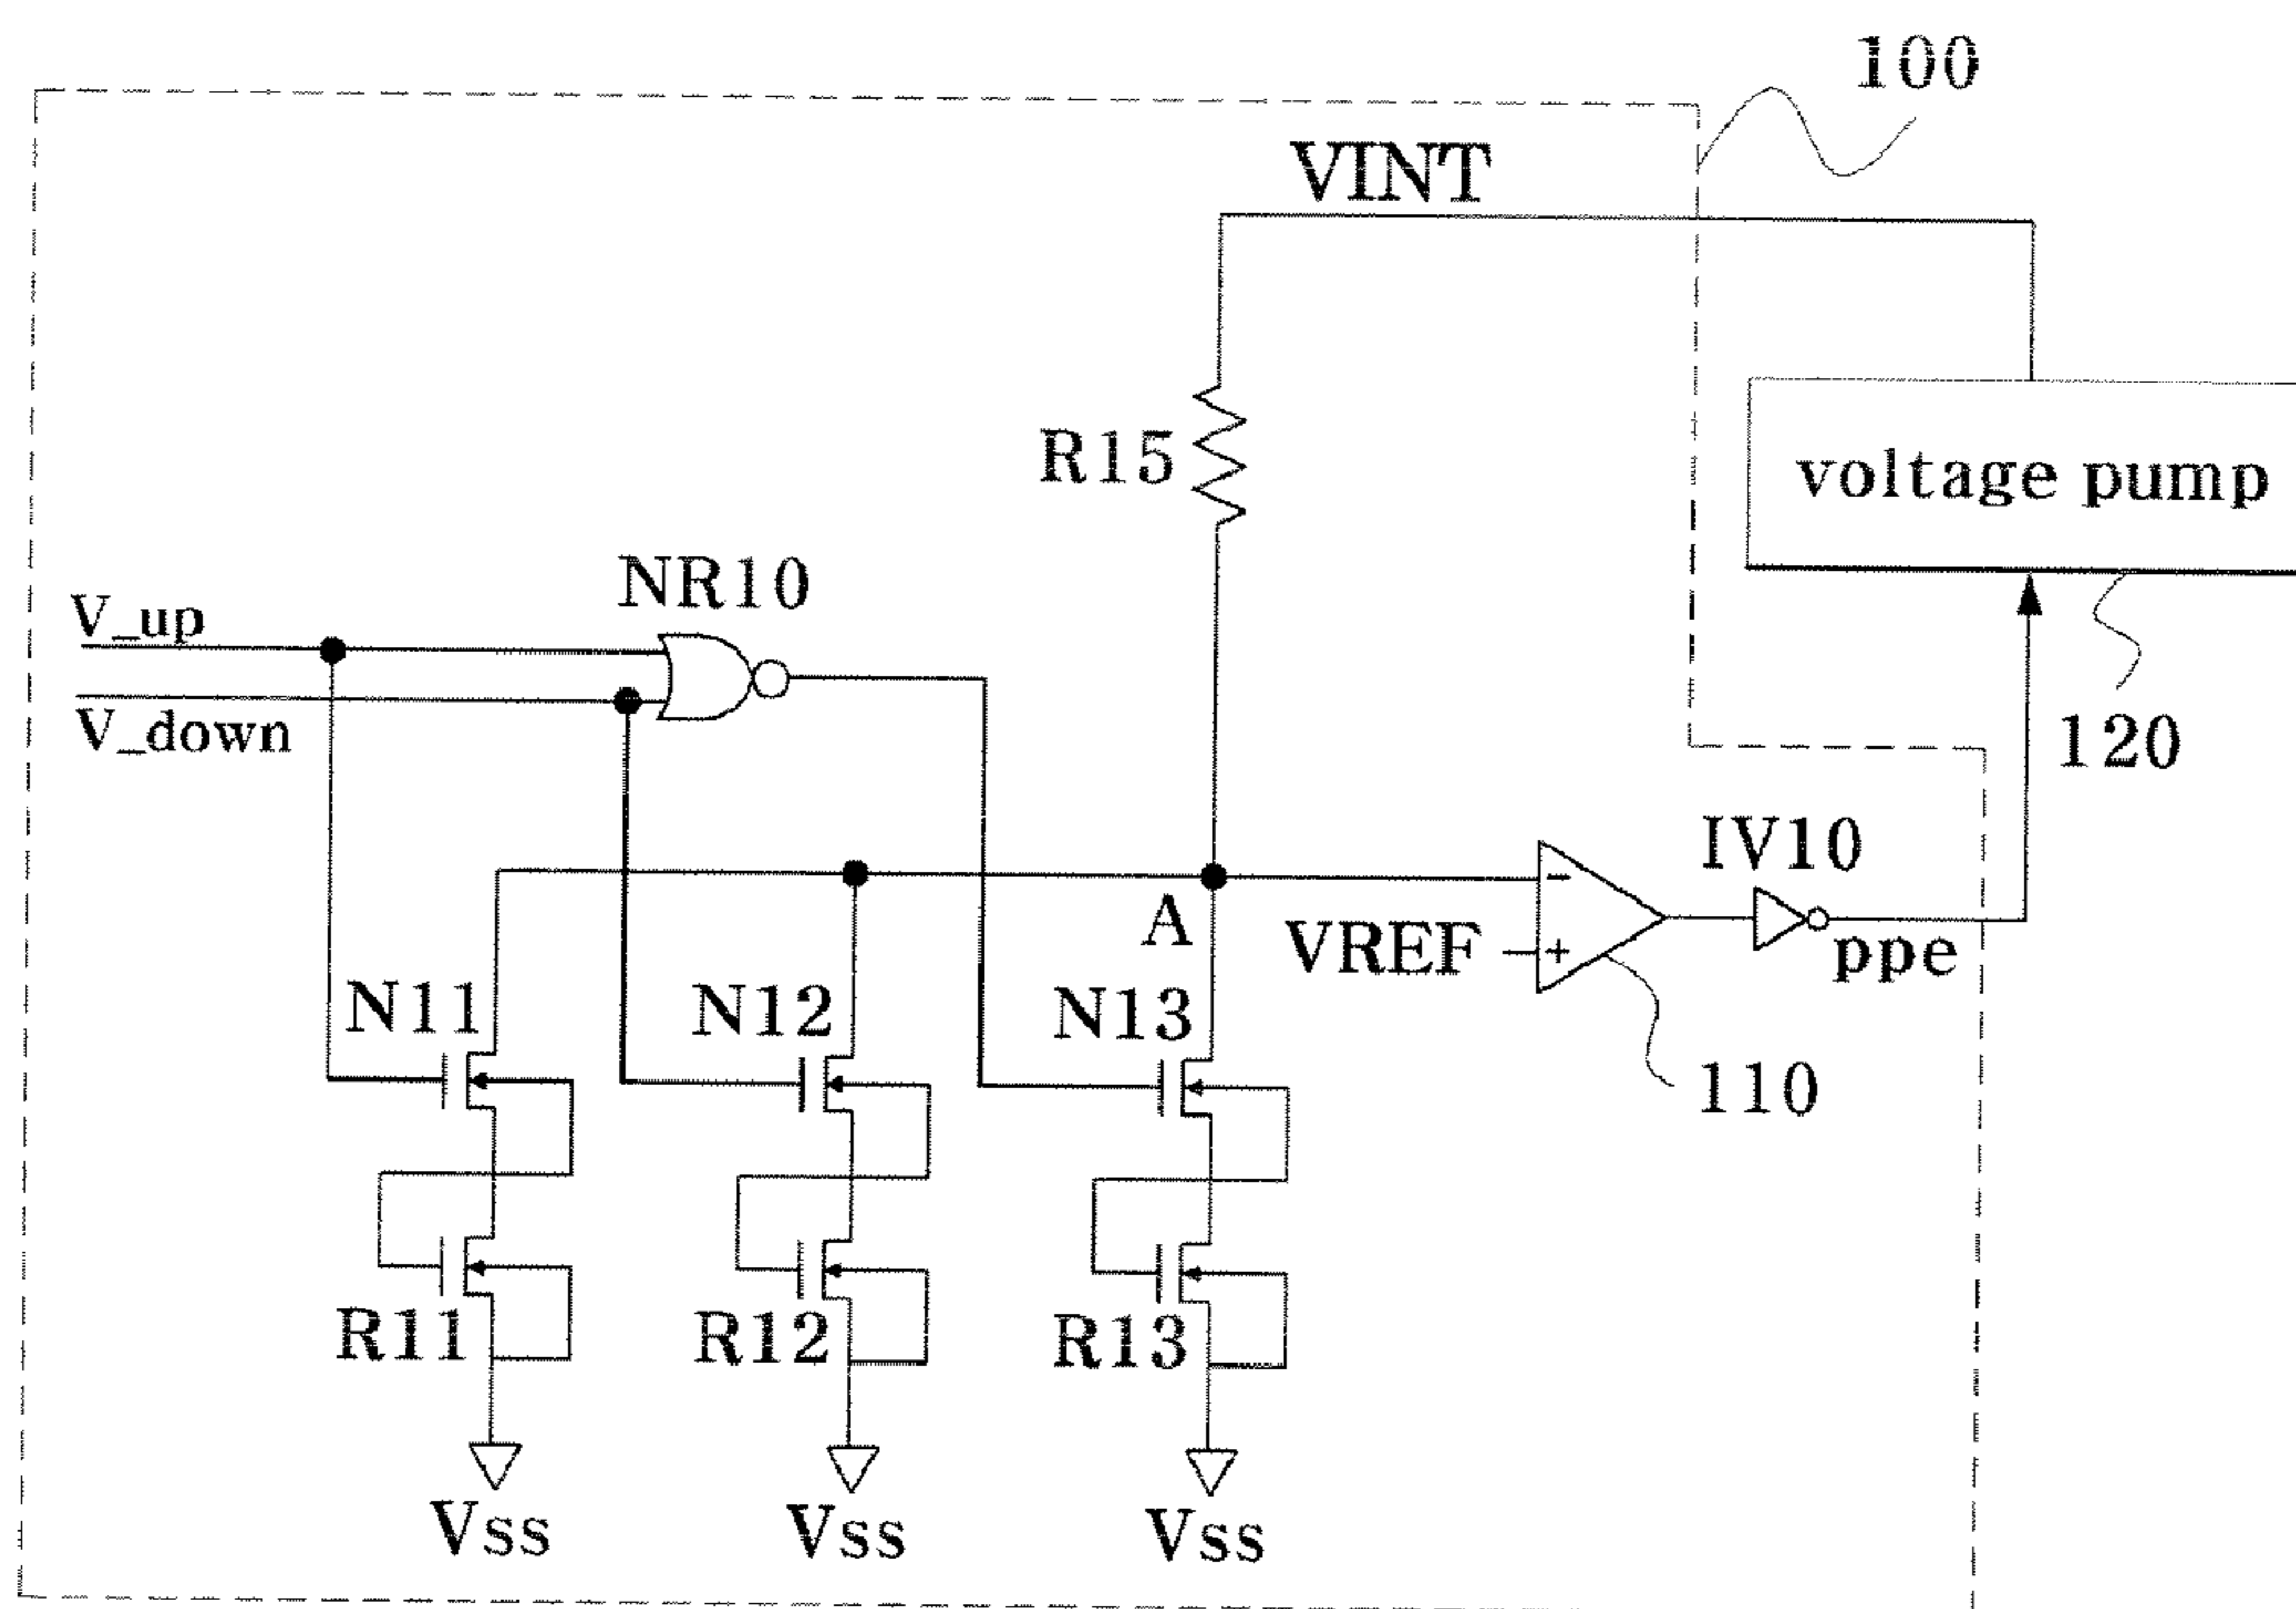 100
VINT
R15
voltage pump
NR10
V_up
V_down
120
IV10
A
VREF
-
+
ppe
N11
N12
N13
110
R11
R12
R13
Vss
Vss
Vss